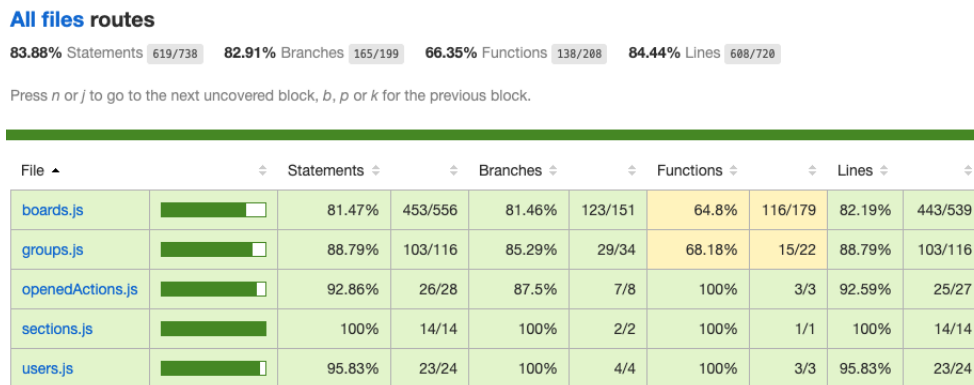 All files routes
83.88% Statements 619/738 82.91% Branches 165/199 66.35% Functions 138/208 84.44% Lines 608/720
Press n or j to go to the next uncovered block, b, p or k for the previous block.
File Statements Branches Functions Lines
boards.js 81.47% 453/556 81.46% 123/151 64.8% 116/179 82.19% 443/539
groups.js 88.79% 103/116 85.29% 29/34 68.18% 15/22 88.79% 103/116
openedActions.js 92.86% 26/28 87.5% 7/8 100% 3/3 92.59% 25/27
sections.js 100% 14/14 100% 2/2 100% 1/1 100% 14/14
users.js 95.83% 23/24 100% 4/4 100% 3/3 95.83% 23/24